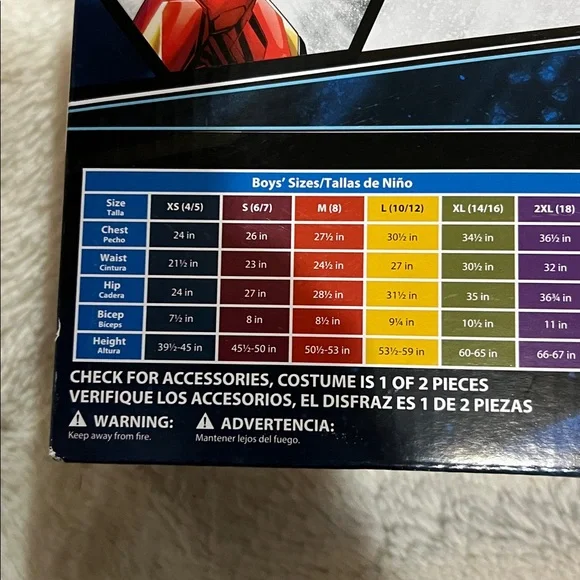 Boys' Sizes/Tallas de Niño
Size XS (4/5) S (6/7) M (8) L (10/12) XL (14/16) 2XL (18)
Talla
Chest 24 in 26 in 27½ in 30½ in 34½ in 36½ in
Pecho
Waist 21½ in 23 in 24½ in 27 in 30½ in 32 in
Cintura
Hip 24 in 27 in 28½ in 31½ in 35 in 36¾ in
Cadera
Bicep 7½ in 8 in 8½ in 9¼ in 10½ in 11 in
Biceps
Height 39½-45 in 45½-50 in 50½-53 in 53½-59 in 60-65 in 66-67 in
Altura
CHECK FOR ACCESSORIES, COSTUME IS 1 OF 2 PIECES
VERIFIQUE LOS ACCESORIOS, EL DISFRAZ ES 1 DE 2 PIEZAS
WARNING: ADVERTENCIA:
Keep away from fire. Mantener lejos del fuego.